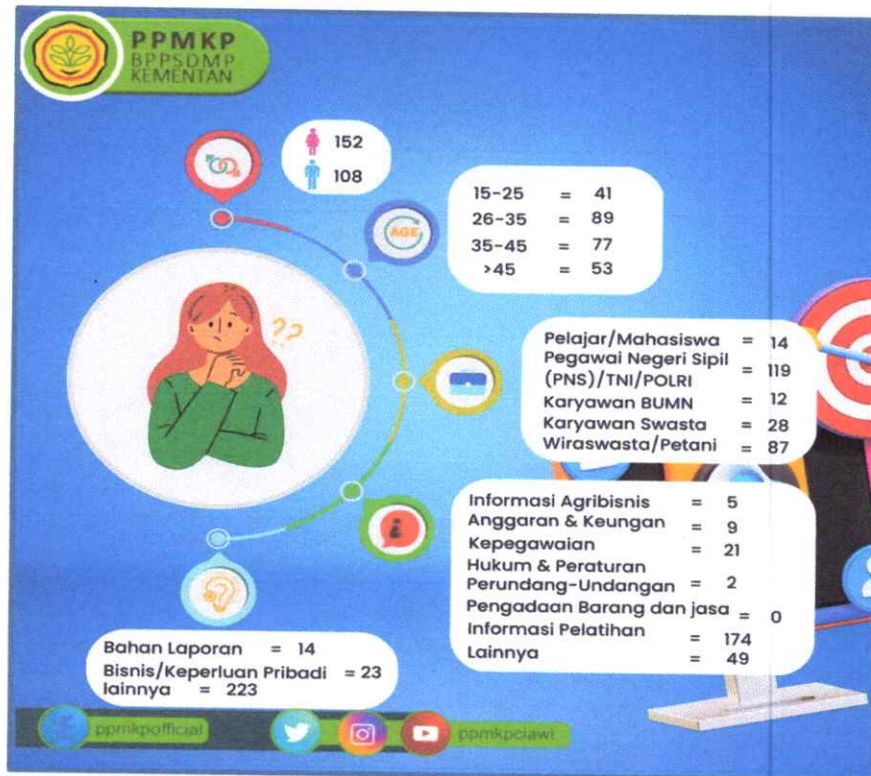 PPMKP
BPPSDMP
KEMENTAN
152
108
AGE
15-25 = 41
26-35 = 89
35-45 = 77
>45 = 53
??
Pelajar/Mahasiswa = 14
Pegawai Negeri Sipil
(PNS)/TNI/POLRI = 119
Karyawan BUMN = 12
Karyawan Swasta = 28
Wiraswasta/Petani = 87
Informasi Agribisnis = 5
Anggaran & Keungan = 9
Kepegawaian = 21
Hukum & Peraturan
Perundang-Undangan = 2
Pengadaan Barang dan jasa = 0
Informasi Pelatihan = 174
Lainnya = 49
Bahan Laporan = 14
Bisnis/Keperluan Pribadi = 23
lainnya = 223
ppmkpofficial
ppmkpciawi